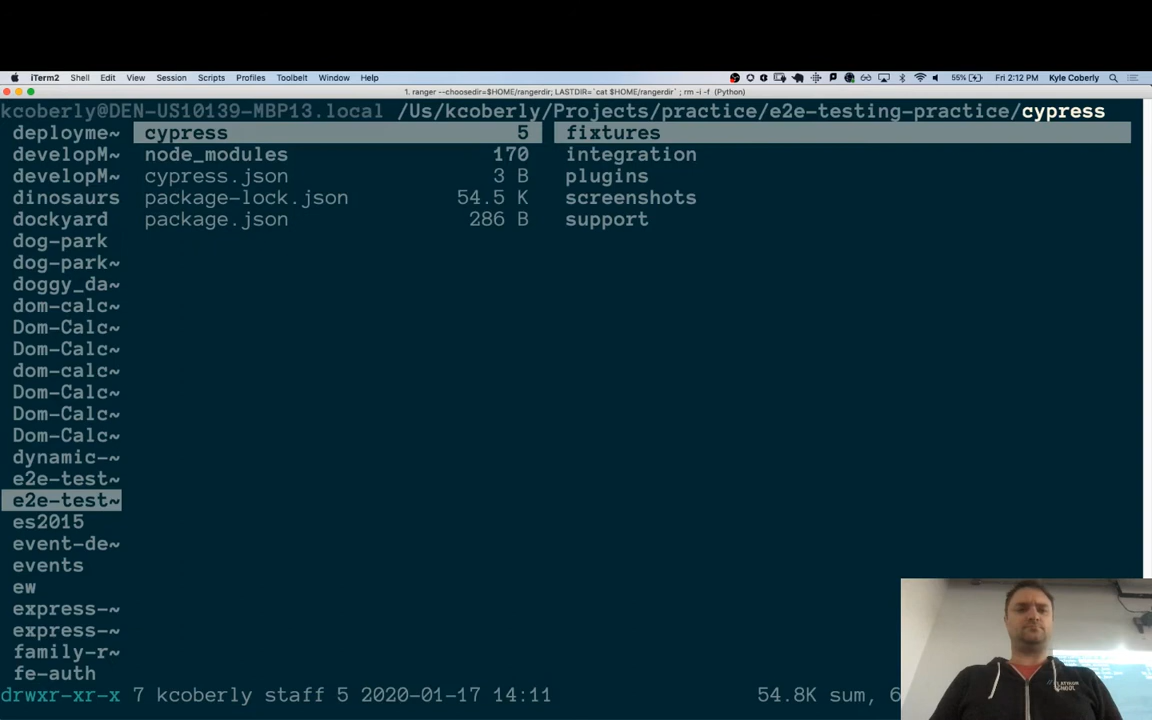 iTerm2 Shell Edit View Session Scripts Profiles Toolbelt Window Help 55% Fri 2:12 PM Kyle Coberly
1. ranger --choosedir=$HOME/rangerdir; LASTDIR=`cat $HOME/rangerdir` ; rm -i -f (Python)
kcoberly@DEN-US10139-MBP13.local /Us/kcoberly/Projects/practice/e2e-testing-practice/cypress
deployme~ cypress 5 fixtures
developM~ node_modules 170 integration
developM~ cypress.json 3 B plugins
dinosaurs package-lock.json 54.5 K screenshots
dockyard package.json 286 B support
dog-park
dog-park~
doggy_da~
dom-calc~
Dom-Calc~
Dom-Calc~
dom-calc~
Dom-Calc~
Dom-Calc~
Dom-Calc~
dynamic-~
e2e-test~
e2e-test~
es2015
event-de~
events
ew
express-~
express-~
family-r~
fe-auth
drwxr-xr-x 7 kcoberly staff 5 2020-01-17 14:11 54.8K sum, 6